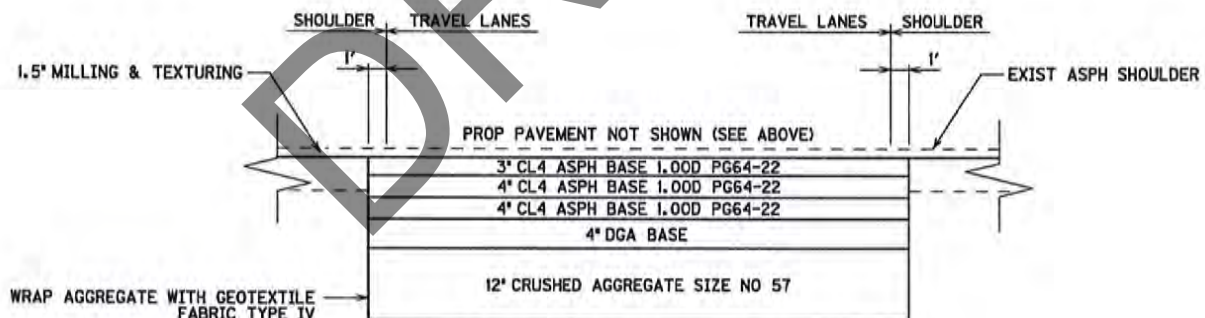 SHOULDER TRAVEL LANES
TRAVEL LANES SHOULDER
1'
1'
1.5" MILLING & TEXTURING
EXIST ASPH SHOULDER
PROP PAVEMENT NOT SHOWN (SEE ABOVE)
3" CL4 ASPH BASE 1.00D PG64-22
4" CL4 ASPH BASE 1.00D PG64-22
4" CL4 ASPH BASE 1.00D PG64-22
4" DGA BASE
12" CRUSHED AGGREGATE SIZE NO 57
WRAP AGGREGATE WITH GEOTEXTILE
FABRIC TYPE IV